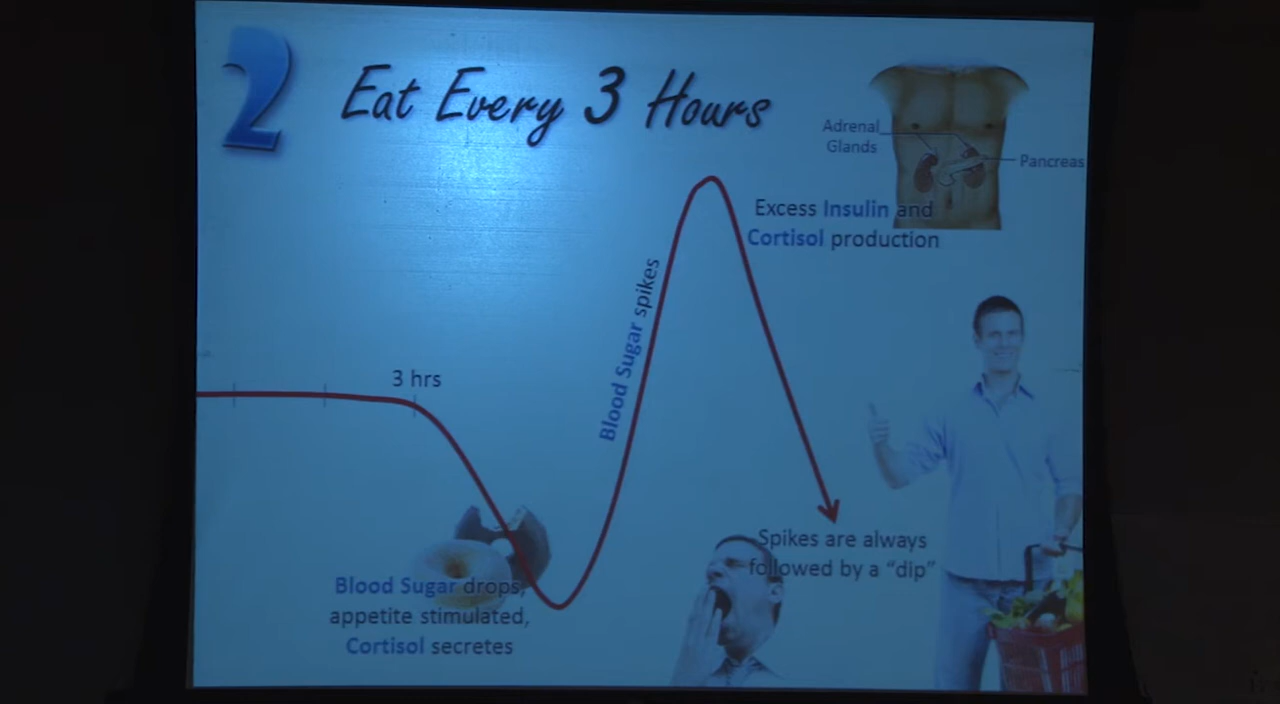 2
Eat Every 3 Hours
Adrenal
Glands
Pancreas
Excess Insulin and
Cortisol production
Blood Sugar spikes
3 hrs
Spikes are always
followed by a “dip”
Blood Sugar drops,
appetite stimulated,
Cortisol secretes